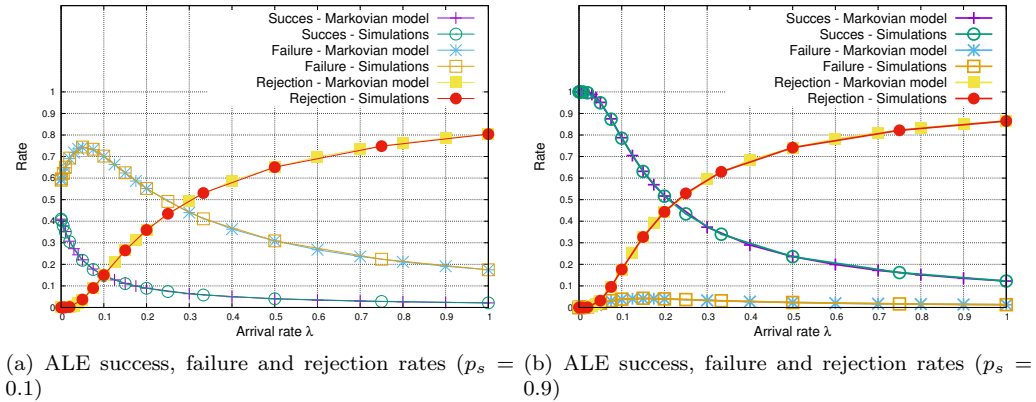 Succes - Markovian model
Succes - Simulations
Failure - Markovian model
Failure - Simulations
Rejection - Markovian model
Rejection - Simulations
1
0.9
0.8
0.7
0.6
0.5
0.4
0.3
0.2
0.1
0
Rate
0 0.1 0.2 0.3 0.4 0.5 0.6 0.7 0.8 0.9 1
Arrival rate λ
Succes - Markovian model
Succes - Simulations
Failure - Markovian model
Failure - Simulations
Rejection - Markovian model
Rejection - Simulations
1
0.9
0.8
0.7
0.6
0.5
0.4
0.3
0.2
0.1
0
Rate
0 0.1 0.2 0.3 0.4 0.5 0.6 0.7 0.8 0.9 1
Arrival rate λ
(a) ALE success, failure and rejection rates (p_s =
0.1)
(b) ALE success, failure and rejection rates (p_s =
0.9)